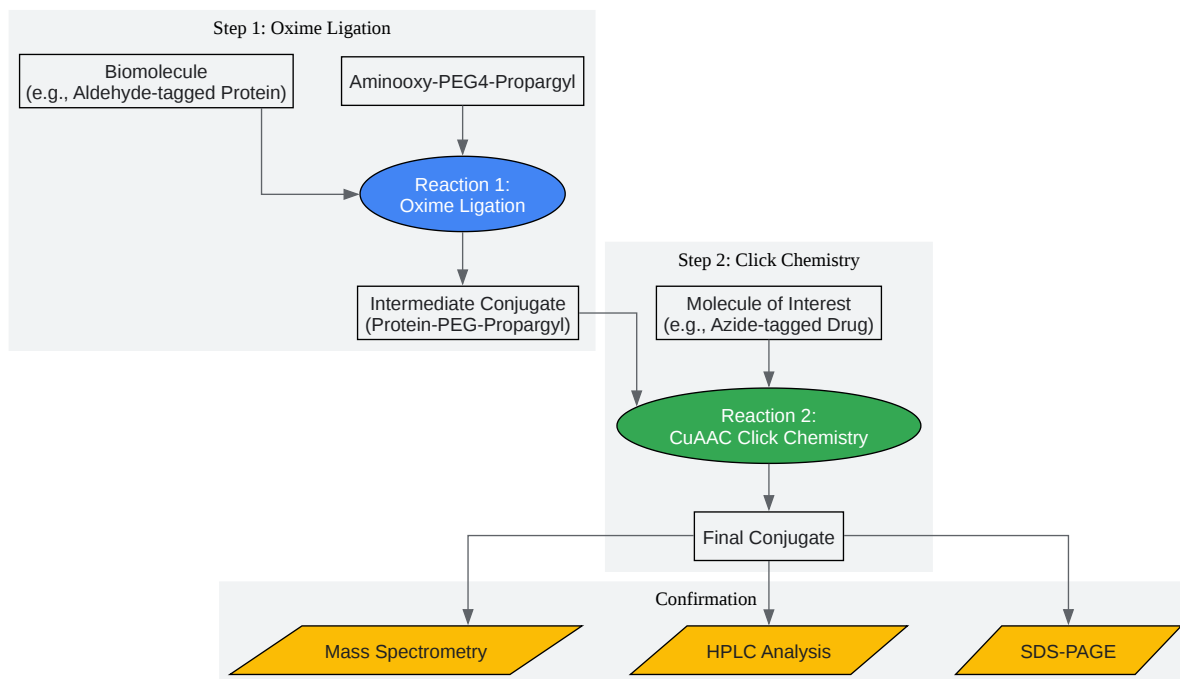 Step 1: Oxime Ligation
Biomolecule
(e.g., Aldehyde-tagged Protein)
Aminooxy-PEG4-Propargyl
Reaction 1:
Oxime Ligation
Intermediate Conjugate
(Protein-PEG-Propargyl)
Step 2: Click Chemistry
Molecule of Interest
(e.g., Azide-tagged Drug)
Reaction 2:
CuAAC Click Chemistry
Final Conjugate
Confirmation
Mass Spectrometry
HPLC Analysis
SDS-PAGE